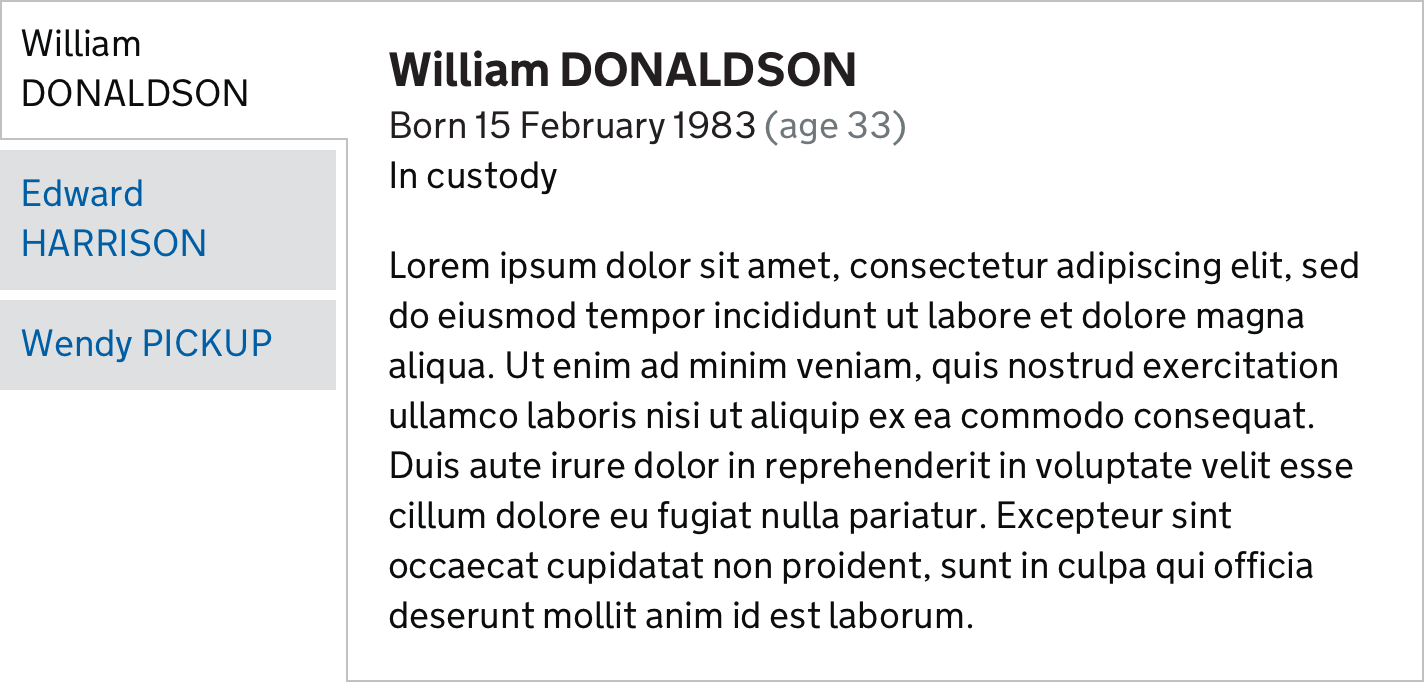 William
DONALDSON
Edward
HARRISON
Wendy PICKUP
William DONALDSON
Born 15 February 1983 (age 33)
In custody
Lorem ipsum dolor sit amet, consectetur adipiscing elit, sed
do eiusmod tempor incididunt ut labore et dolore magna
aliqua. Ut enim ad minim veniam, quis nostrud exercitation
ullamco laboris nisi ut aliquip ex ea commodo consequat.
Duis aute irure dolor in reprehenderit in voluptate velit esse
cillum dolore eu fugiat nulla pariatur. Excepteur sint
occaecat cupidatat non proident, sunt in culpa qui officia
deserunt mollit anim id est laborum.